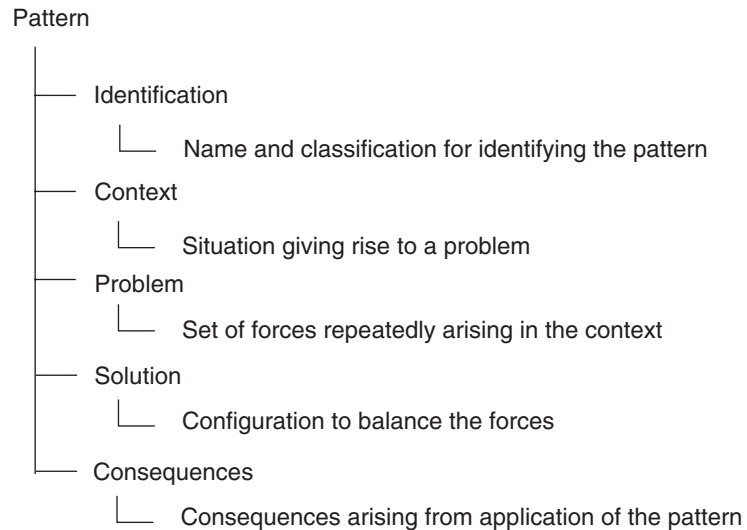 Pattern
Identification
Name and classification for identifying the pattern
Context
Situation giving rise to a problem
Problem
Set of forces repeatedly arising in the context
Solution
Configuration to balance the forces
Consequences
Consequences arising from application of the pattern